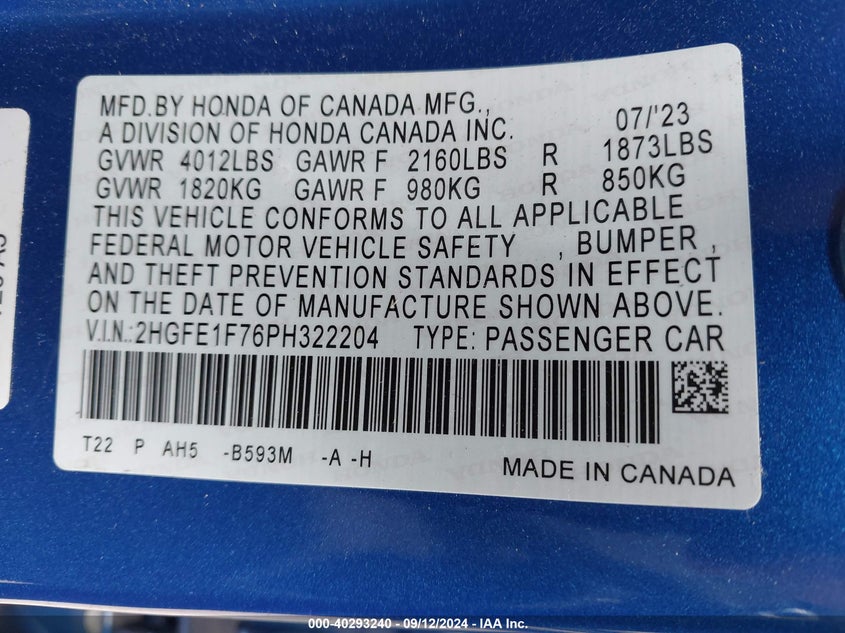 MFD.BY HONDA OF CANADA MFG.,
A DIVISION OF HONDA CANADA INC. 07/'23
GVWR 4012LBS GAWR F 2160LBS R 1873LBS
GVWR 1820KG GAWR F 980KG R 850KG
THIS VEHICLE CONFORMS TO ALL APPLICABLE
FEDERAL MOTOR VEHICLE SAFETY , BUMPER ,
AND THEFT PREVENTION STANDARDS IN EFFECT
ON THE DATE OF MANUFACTURE SHOWN ABOVE.
V.I.N.: 2HGFE1F76PH322204 TYPE: PASSENGER CAR
T22 P AH5 -B593M -A -H
MADE IN CANADA
000-40293240 - 09/12/2024 - IAA Inc.